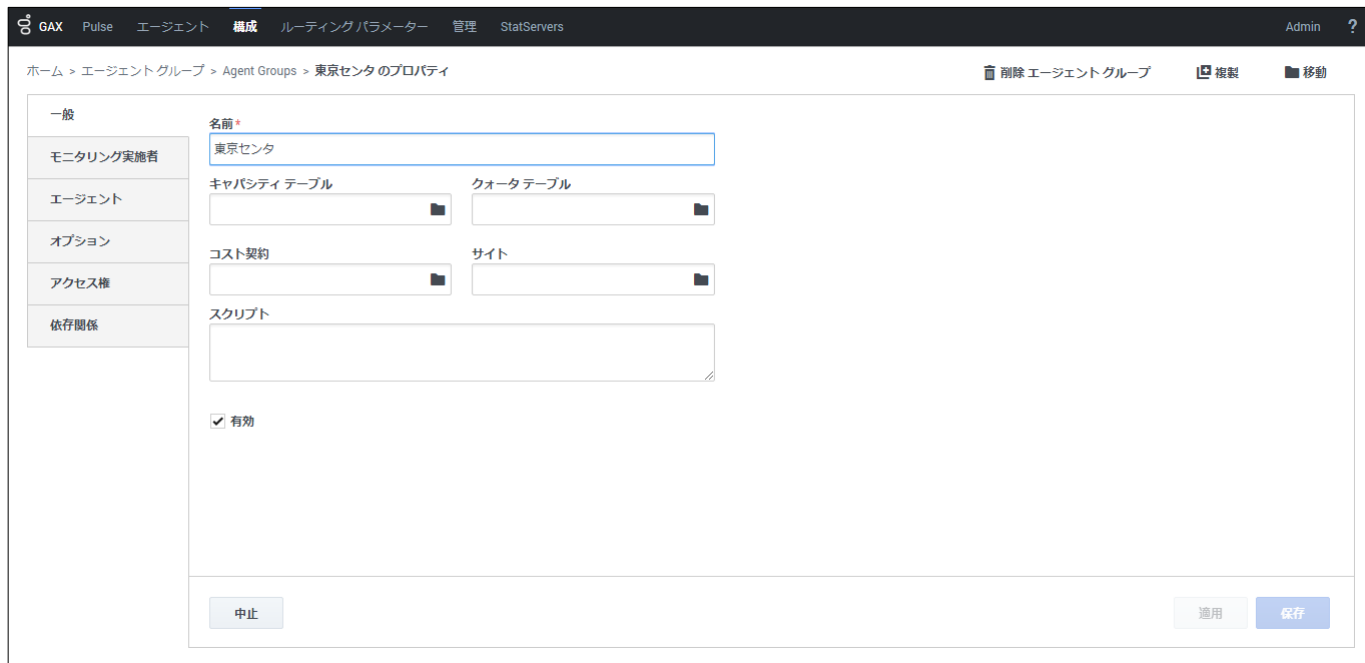 GAX Pulse エージェント 構成 ルーティング パラメーター 管理 StatServers Admin ?
ホーム > エージェント グループ > Agent Groups > 東京センタ のプロパティ 削除 エージェント グループ 複製 移動
一般
モニタリング実施者
エージェント
オプション
アクセス権
依存関係
名前*
東京センタ
キャパシティ テーブル クォータ テーブル
コスト契約 サイト
スクリプト
有効
中止 適用 保存